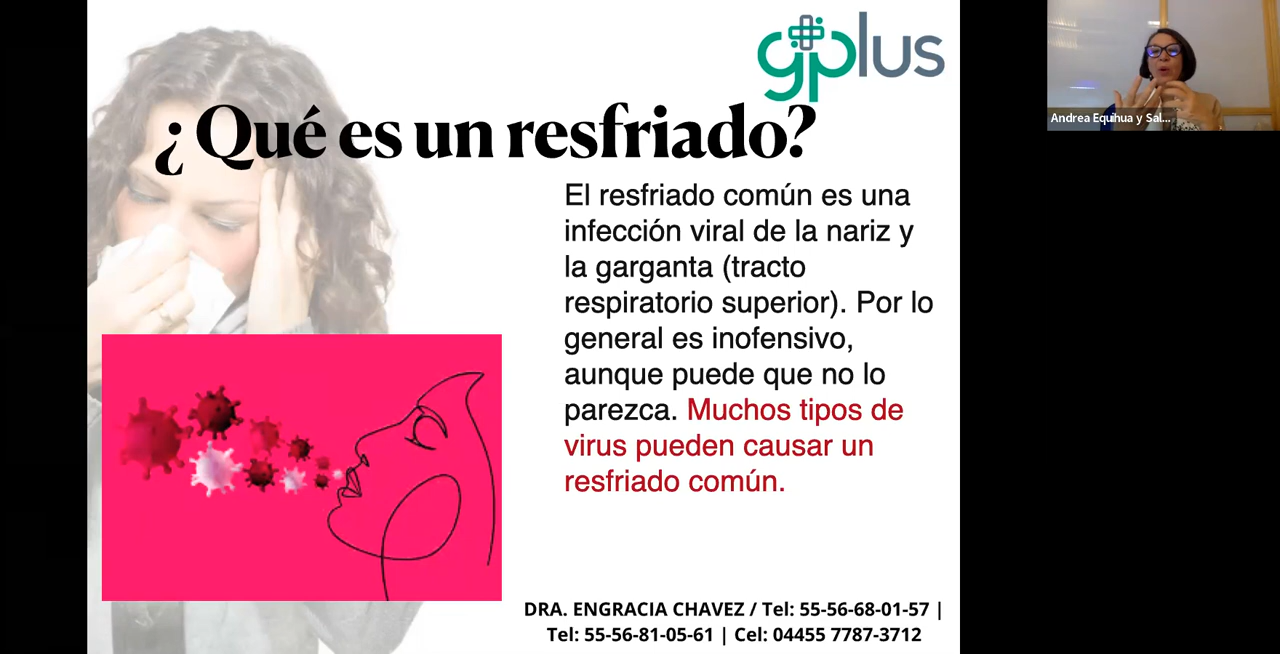 gplus
Andrea Equihua y Sal...
¿Qué es un resfriado?
El resfriado común es una
infección viral de la nariz y
la garganta (tracto
respiratorio superior). Por lo
general es inofensivo,
aunque puede que no lo
parezca. Muchos tipos de
virus pueden causar un
resfriado común.
DRA. ENGRACIA CHAVEZ / Tel: 55-56-68-01-57 |
Tel: 55-56-81-05-61 | Cel: 04455 7787-3712